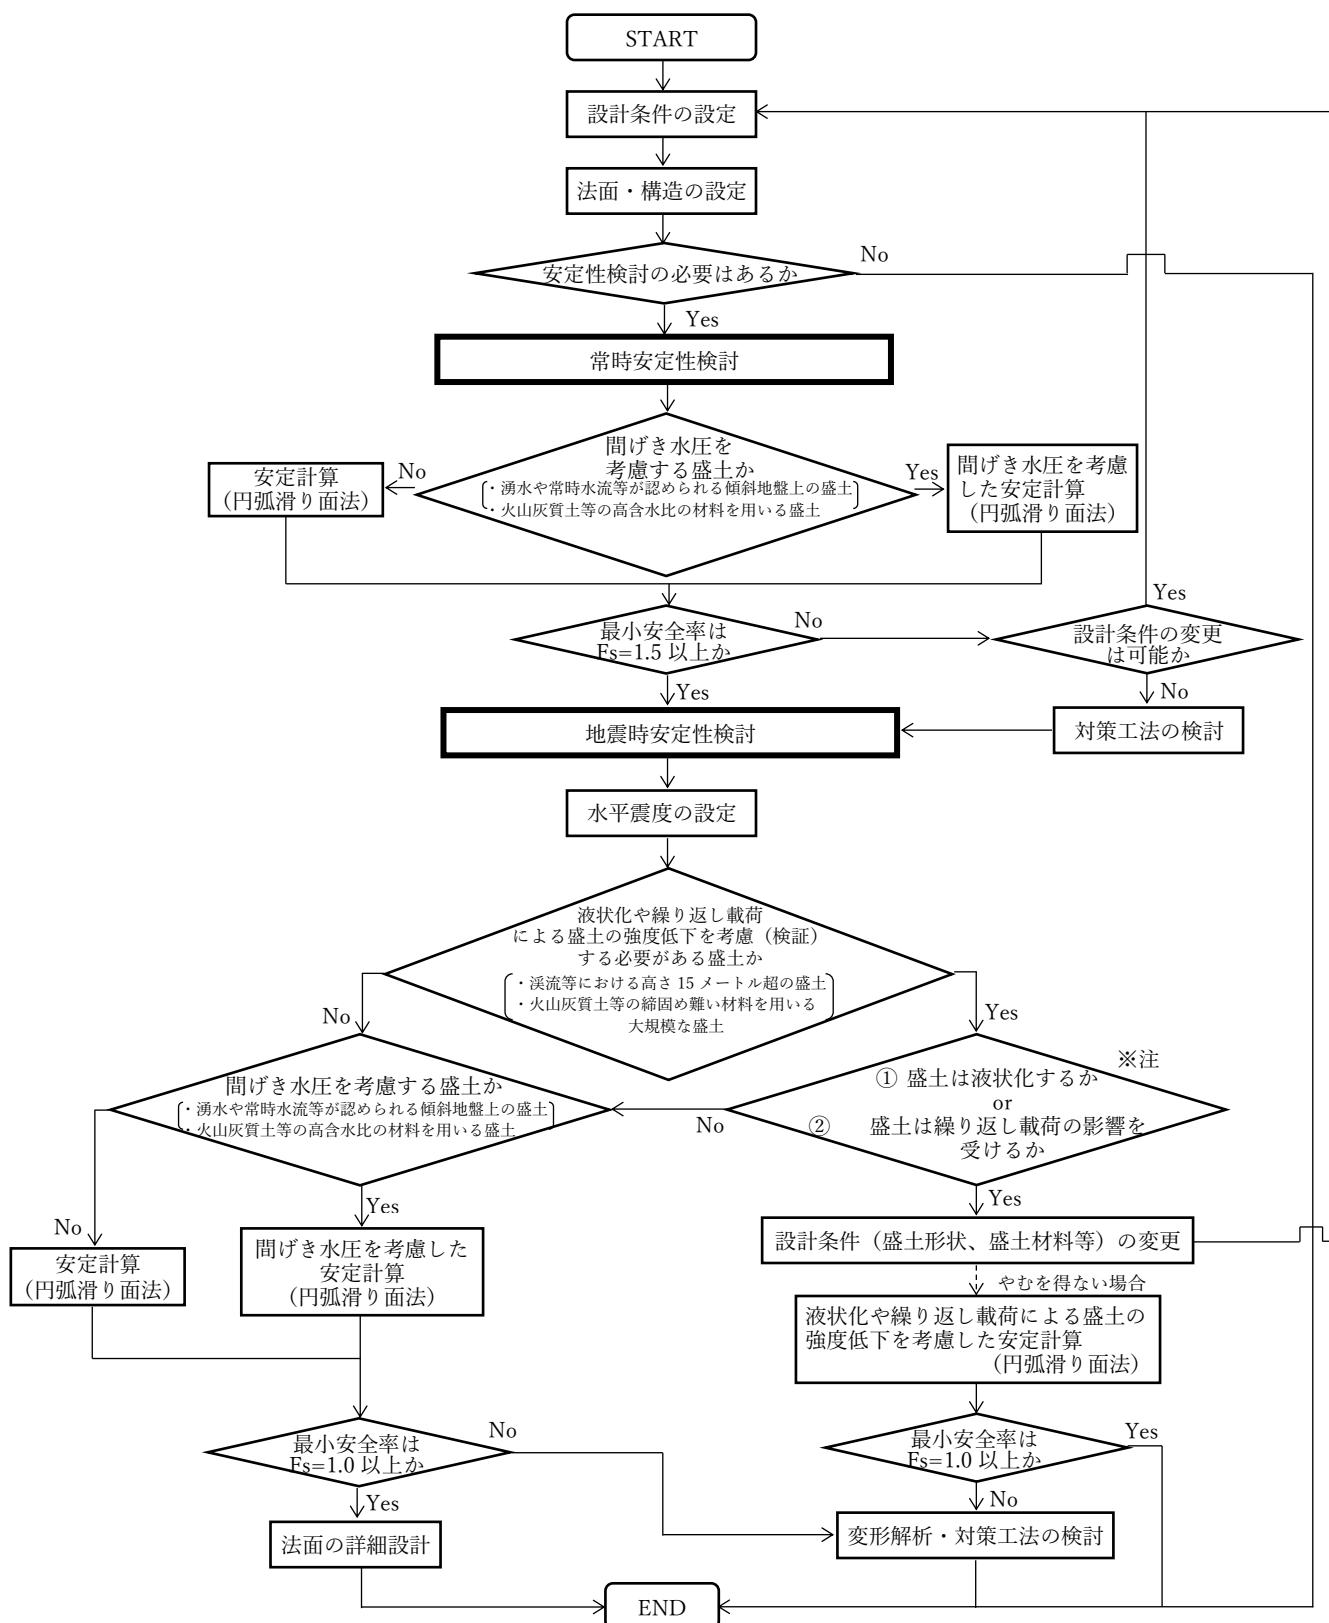 START
設計条件の設定
法面・構造の設定
安定性検討の必要はあるか
No
Yes
常時安定性検討
間げき水圧を
考慮する盛土か
・湧水や常時水流等が認められる傾斜地盤上の盛土
・火山灰質土等の高含水比の材料を用いる盛土
No
安定計算
（円弧滑り面法）
Yes
間げき水圧を考慮
した安定計算
（円弧滑り面法）
最小安全率は
Fs=1.5 以上か
No
Yes
設計条件の変更
は可能か
Yes
No
対策工法の検討
地震時安定性検討
水平震度の設定
液状化や繰り返し載荷
による盛土の強度低下を考慮（検証）
する必要がある盛土か
・渓流等における高さ 15 メートル超の盛土
・火山灰質土等の締固め難い材料を用いる
大規模な盛土
No
Yes
間げき水圧を考慮する盛土か
・湧水や常時水流等が認められる傾斜地盤上の盛土
・火山灰質土等の高含水比の材料を用いる盛土
※注
① 盛土は液状化するか
or
② 盛土は繰り返し載荷の影響を
受けるか
No
Yes
No
Yes
安定計算
（円弧滑り面法）
間げき水圧を考慮した
安定計算
（円弧滑り面法）
設計条件（盛土形状、盛土材料等）の変更
やむを得ない場合
液状化や繰り返し載荷による盛土の
強度低下を考慮した安定計算
（円弧滑り面法）
最小安全率は
Fs=1.0 以上か
No
Yes
最小安全率は
Fs=1.0 以上か
Yes
No
法面の詳細設計
変形解析・対策工法の検討
END